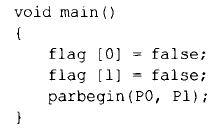 void main()
{
    flag [0] = false;
    flag [1] = false;
    parbegin(P0, P1);
}